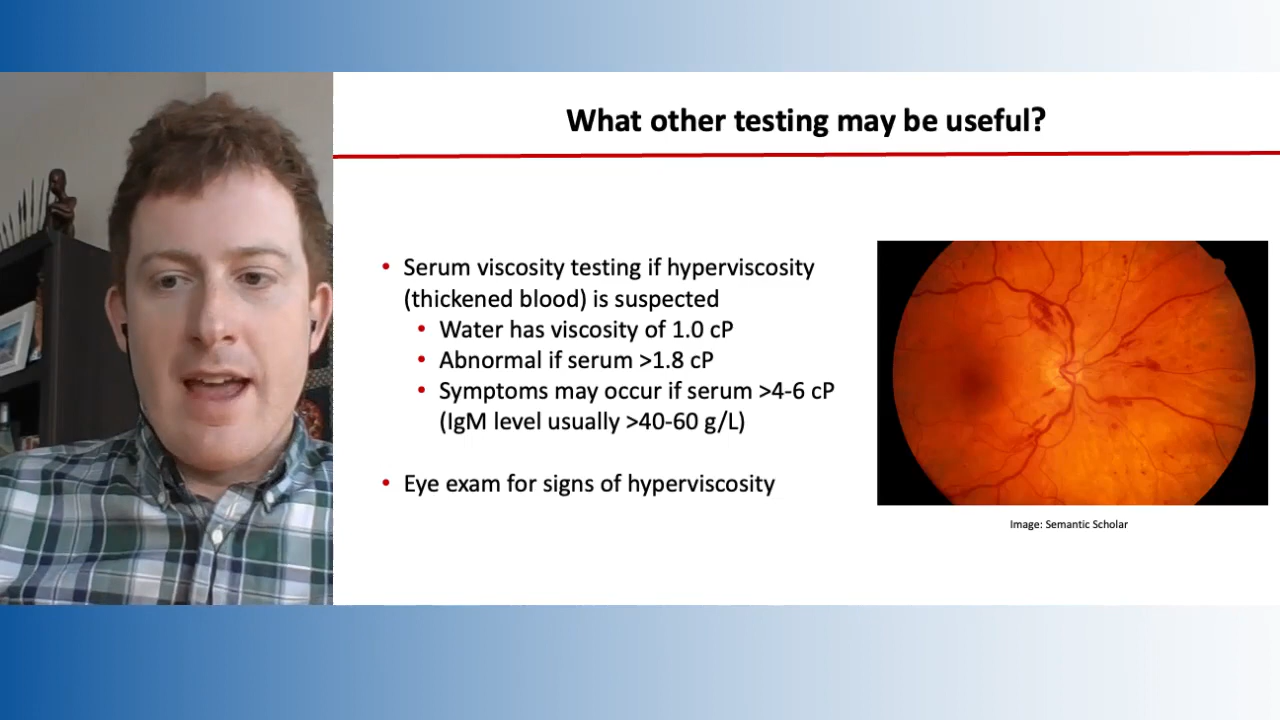 What other testing may be useful?
• Serum viscosity testing if hyperviscosity
(thickened blood) is suspected
• Water has viscosity of 1.0 cP
• Abnormal if serum >1.8 cP
• Symptoms may occur if serum >4-6 cP
(IgM level usually >40-60 g/L)
• Eye exam for signs of hyperviscosity
Image: Semantic Scholar